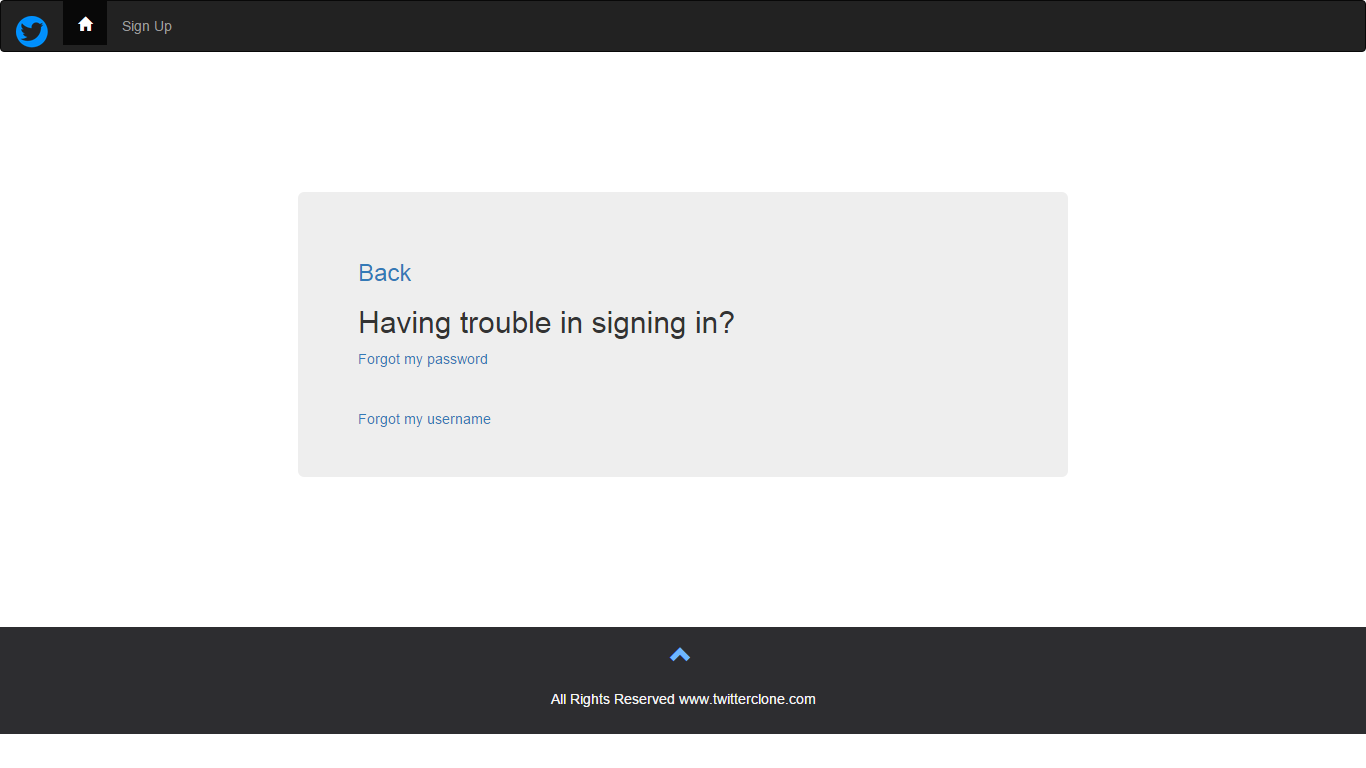 Sign Up
Back
Having trouble in signing in?
Forgot my password
Forgot my username
All Rights Reserved www.twitterclone.com